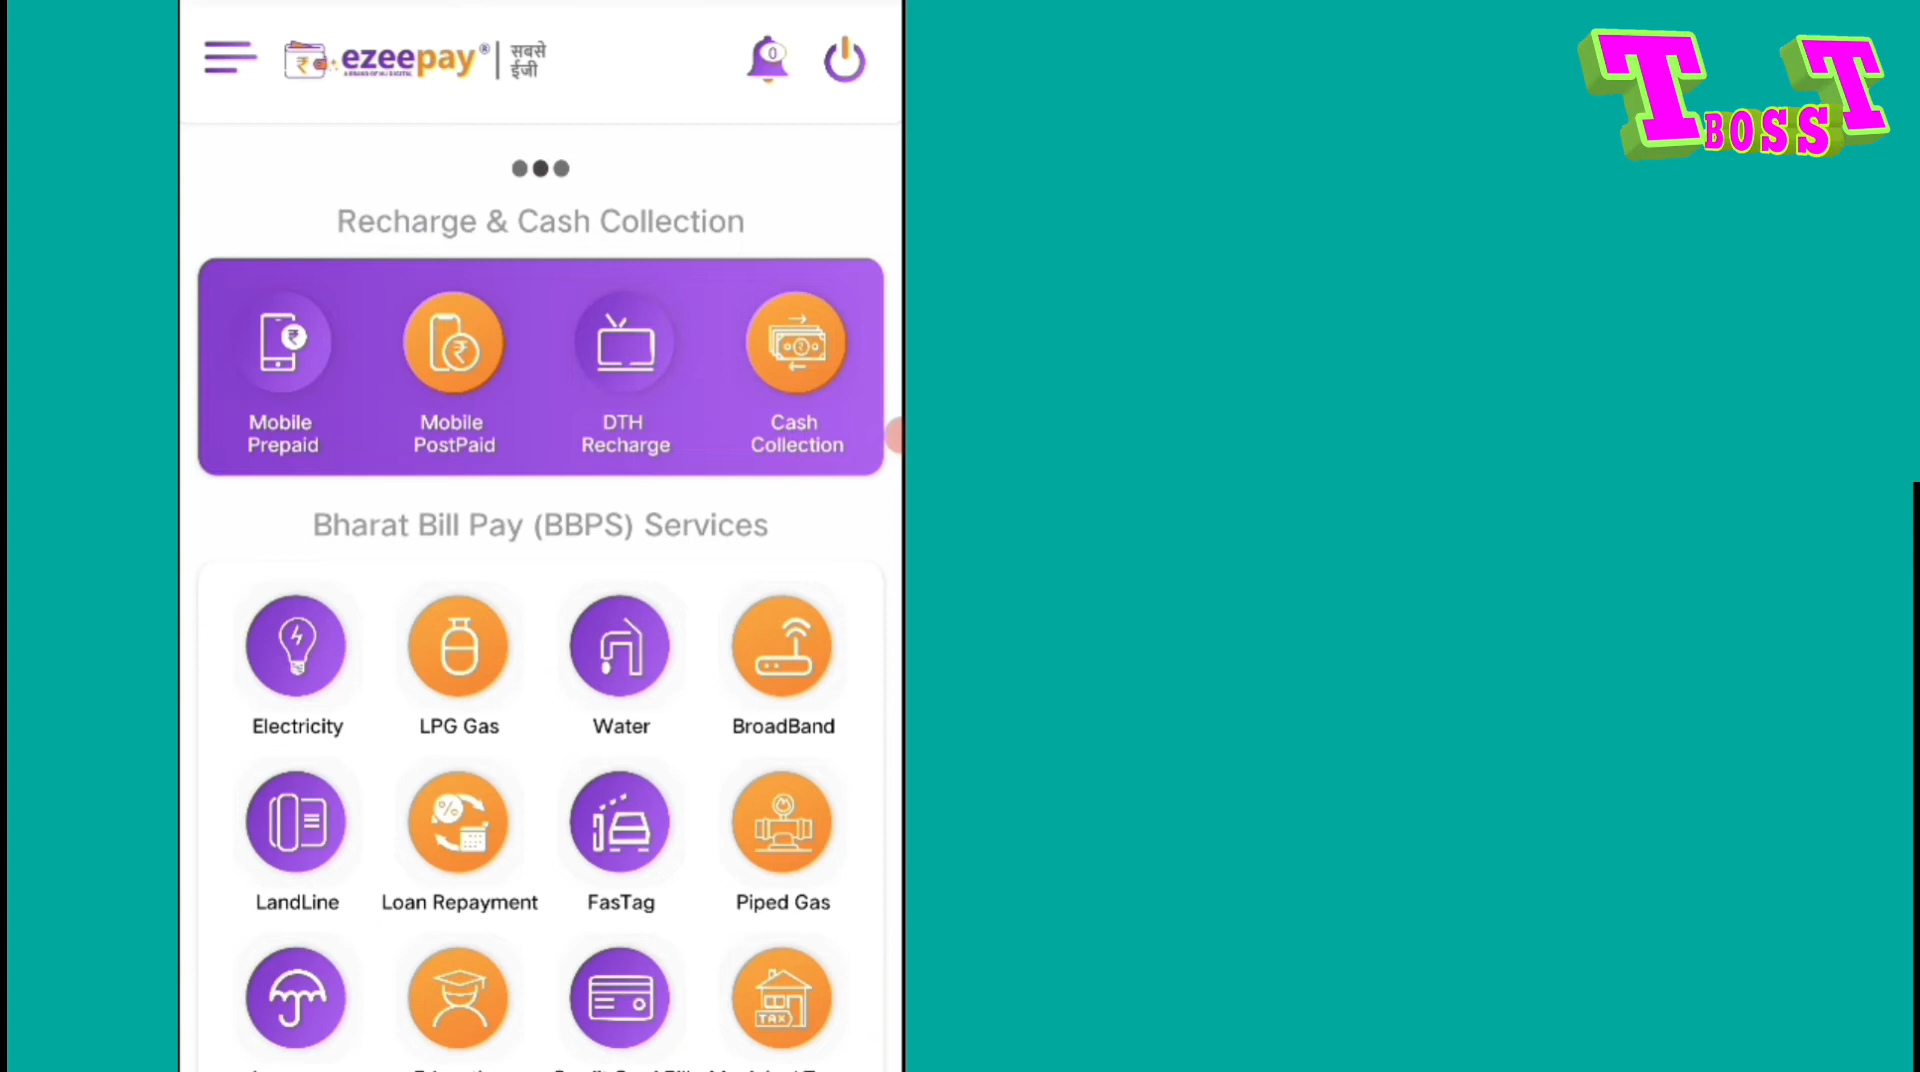 ezeepay® | सबसे ईजी
0
T BOSS T
Recharge & Cash Collection
Mobile Prepaid
Mobile PostPaid
DTH Recharge
Cash Collection
Bharat Bill Pay (BBPS) Services
Electricity
LPG Gas
Water
BroadBand
LandLine
Loan Repayment
FasTag
Piped Gas
TAX